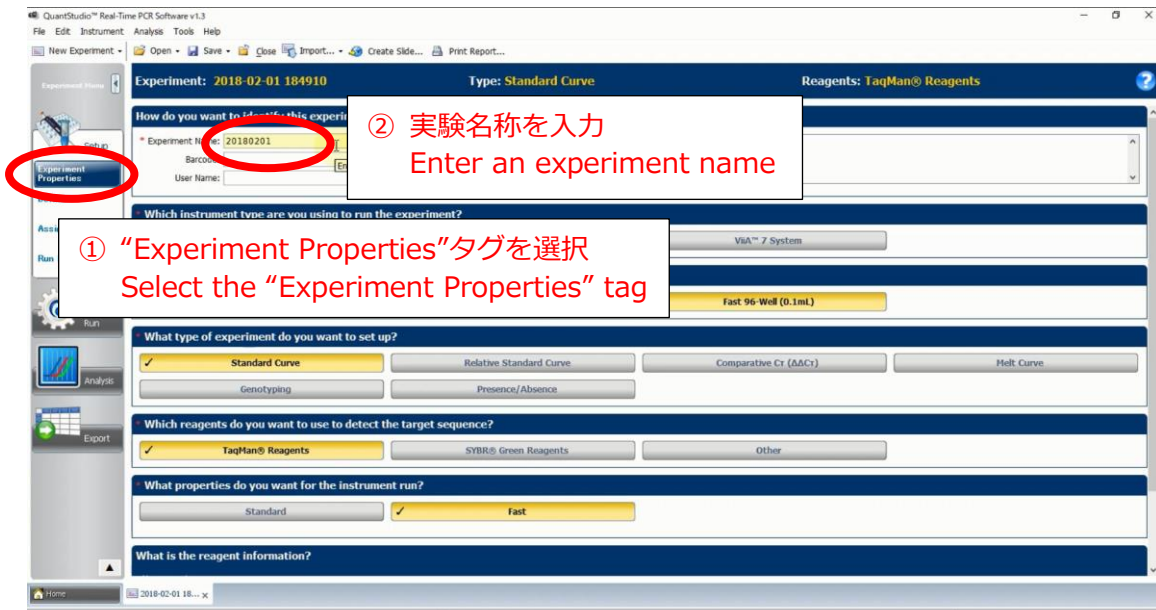 QuantStudio™ Real-Time PCR Software v1.3
File Edit Instrument Analysis Tools Help
New Experiment Open Save Close Import... Create Slide... Print Report...
Experiment Menu
Experiment: 2018-02-01 184910 Type: Standard Curve Reagents: TaqMan® Reagents
How do you want to identify this experi
② 実験名称を入力
Enter an experiment name
Setup
* Experiment Name: 20180201
Barcod
User Name:
Experiment
Properties
* Which instrument type are you using to run the experiment?
Assi
ViiA™ 7 System
① “Experiment Properties”タグを選択
Select the “Experiment Properties” tag
Run
Fast 96-Well (0.1mL)
Run
* What type of experiment do you want to set up?
✓ Standard Curve Relative Standard Curve Comparative CT (ΔΔCT) Melt Curve
Genotyping Presence/Absence
Analysis
* Which reagents do you want to use to detect the target sequence?
✓ TaqMan® Reagents SYBR® Green Reagents Other
Export
* What properties do you want for the instrument run?
Standard ✓ Fast
What is the reagent information?
Home 2018-02-01 18... x